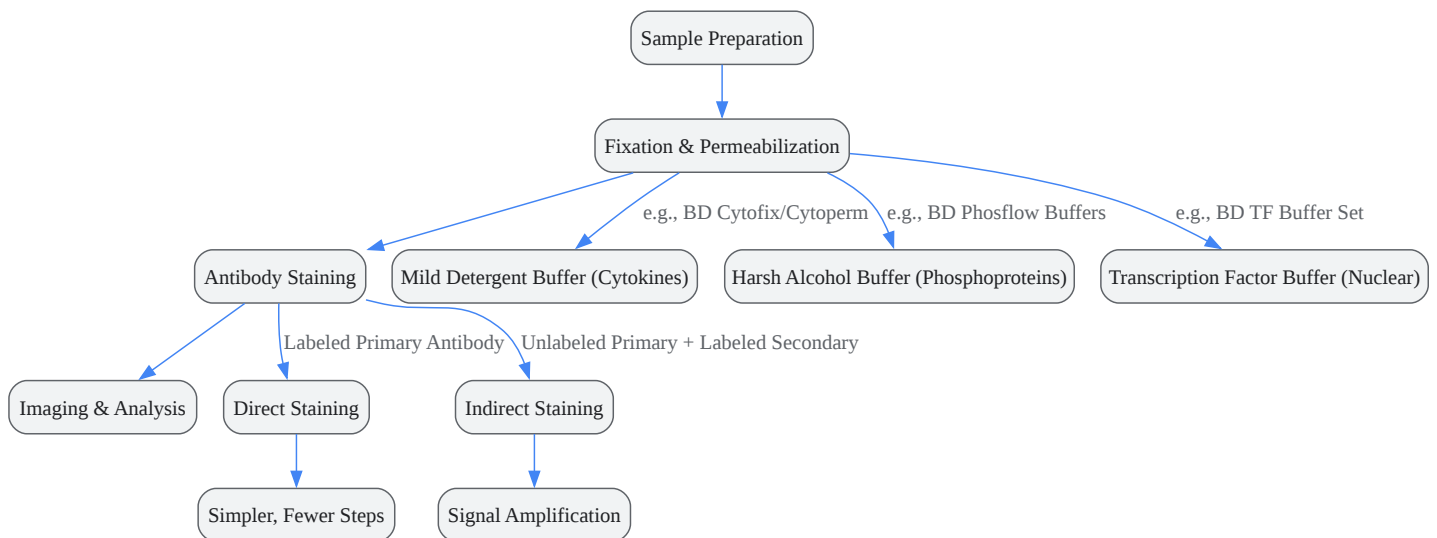 Sample Preparation
Fixation & Permeabilization
e.g., BD Cytofix/Cytoperm
e.g., BD Phosflow Buffers
e.g., BD TF Buffer Set
Antibody Staining
Mild Detergent Buffer (Cytokines)
Harsh Alcohol Buffer (Phosphoproteins)
Transcription Factor Buffer (Nuclear)
Labeled Primary Antibody
Unlabeled Primary + Labeled Secondary
Imaging & Analysis
Direct Staining
Indirect Staining
Simpler, Fewer Steps
Signal Amplification